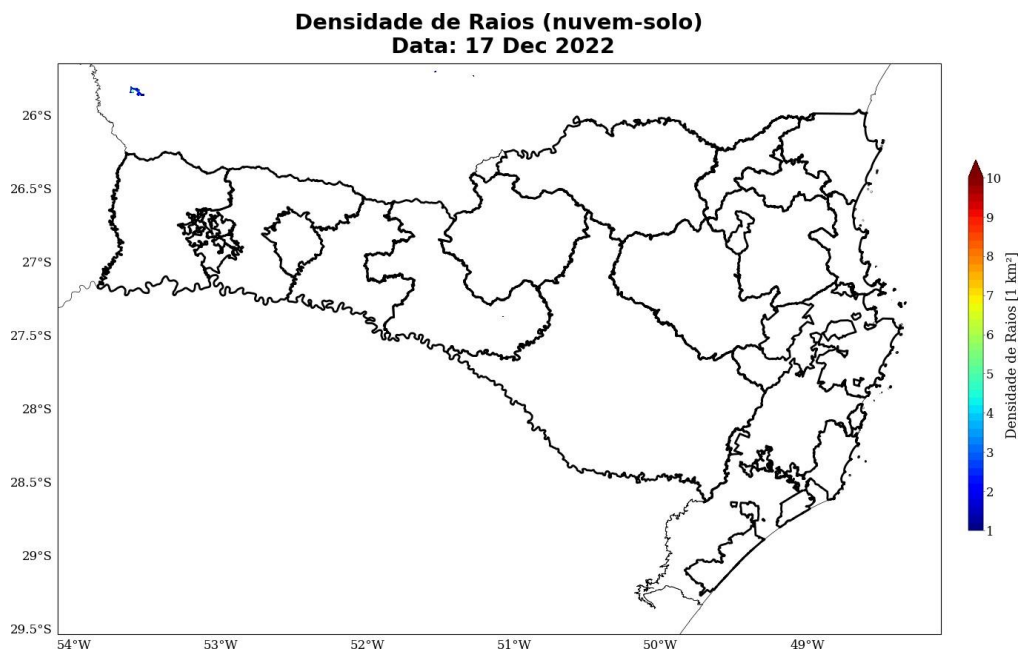 Densidade de Raios (nuvem-solo)
Data: 17 Dec 2022
26°S
26.5°S
27°S
27.5°S
28°S
28.5°S
29°S
29.5°S
54°W
53°W
52°W
51°W
50°W
49°W
10
9
8
7
6
5
4
3
2
1
Densidade de Raios [1 km²]